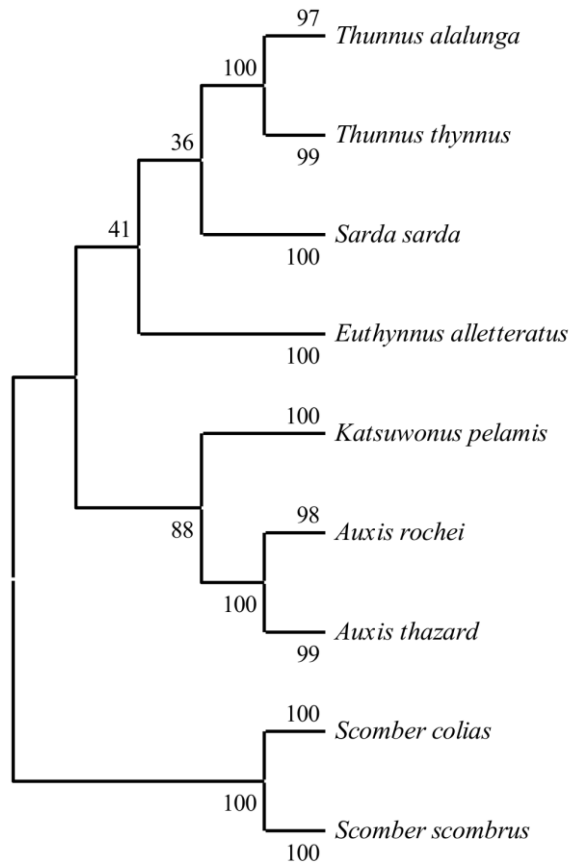 97
Thunnus alalunga
100
Thunnus thynnus
99
36
Sarda sarda
100
41
Euthynnus alletteratus
100
100
Katsuwonus pelamis
88
98
Auxis rochei
100
Auxis thazard
99
100
Scomber colias
100
Scomber scombrus
100